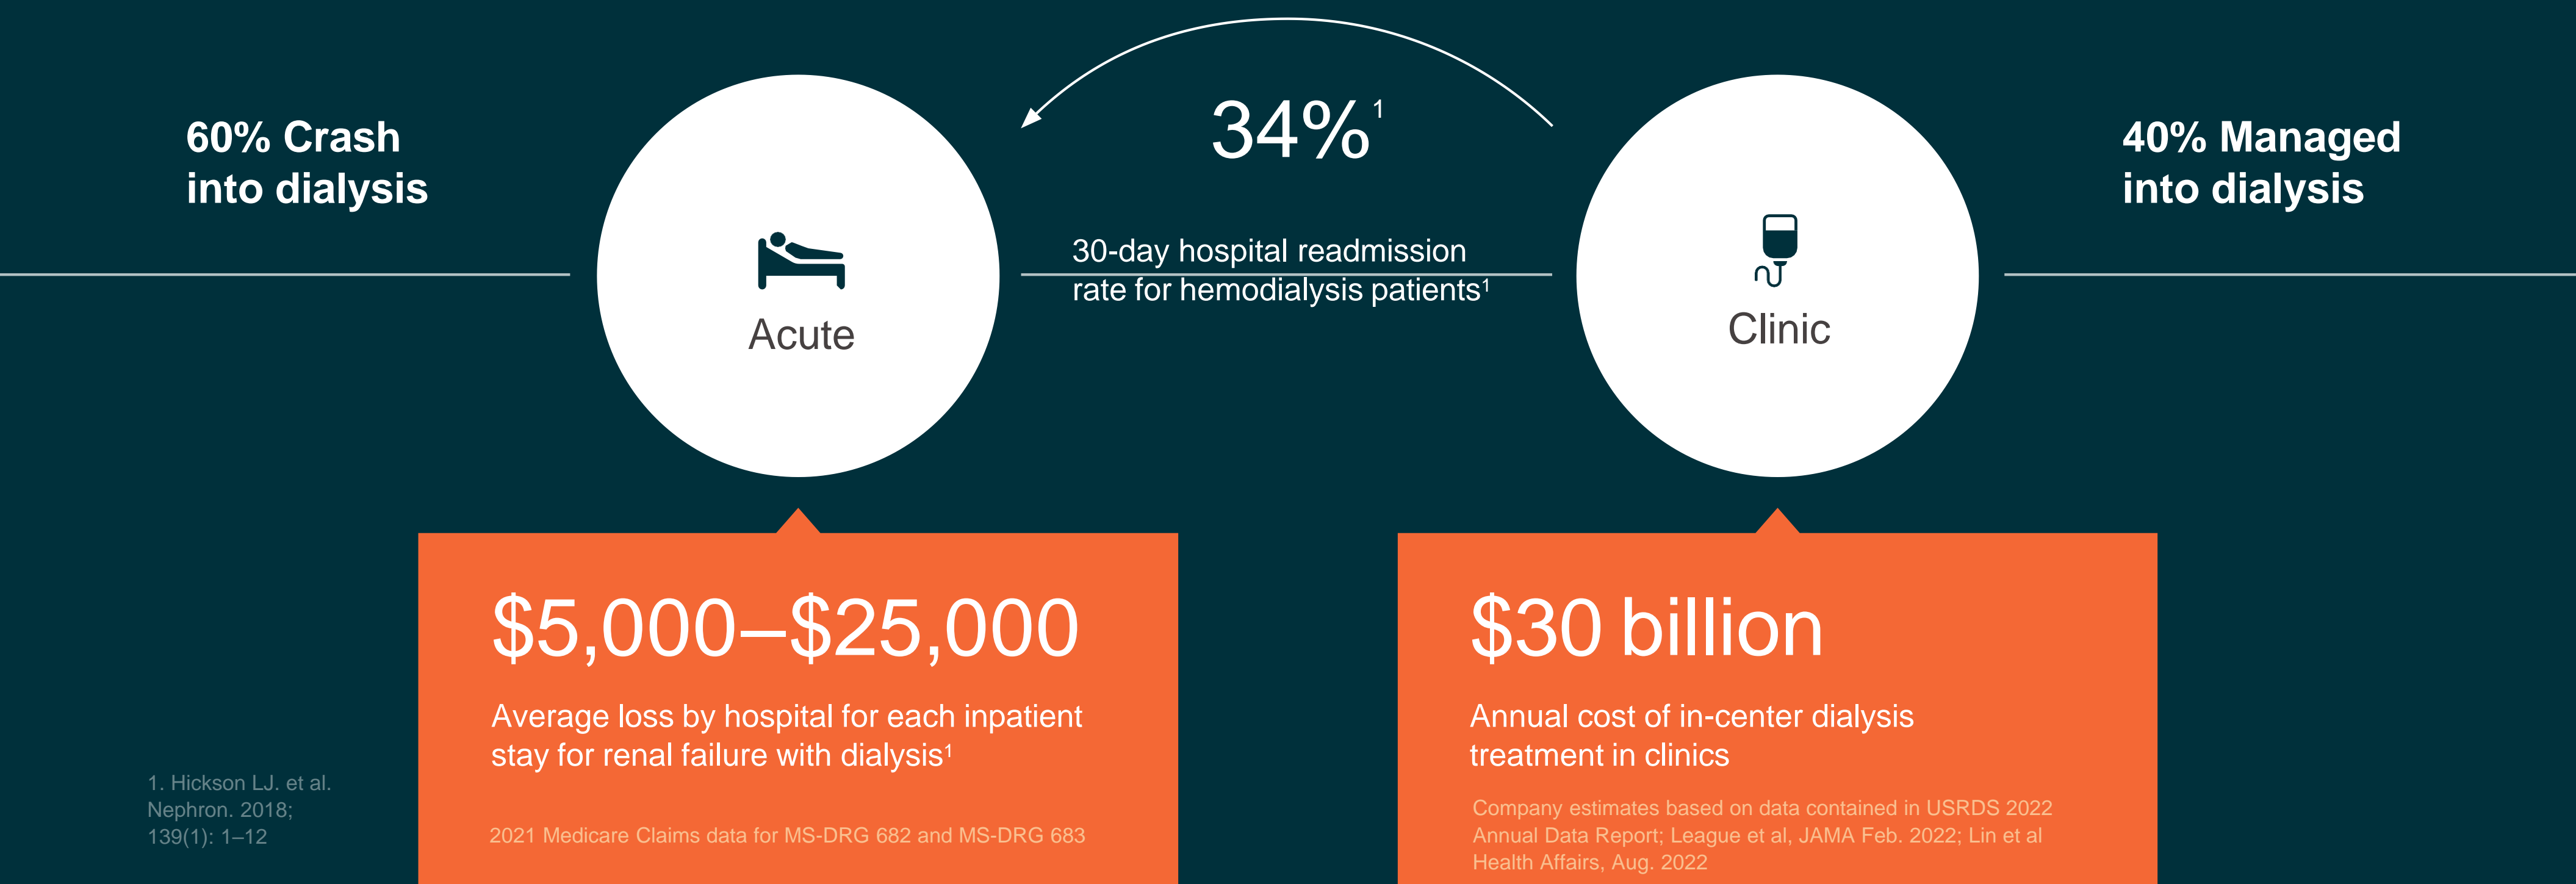 60% Crash
into dialysis
Acute
34%¹
30-day hospital readmission
rate for hemodialysis patients¹
Clinic
40% Managed
into dialysis
$5,000–$25,000
Average loss by hospital for each inpatient
stay for renal failure with dialysis¹
2021 Medicare Claims data for MS-DRG 682 and MS-DRG 683
$30 billion
Annual cost of in-center dialysis
treatment in clinics
Company estimates based on data contained in USRDS 2022
Annual Data Report; League et al, JAMA Feb. 2022; Lin et al
Health Affairs, Aug. 2022
1. Hickson LJ. et al.
Nephron. 2018;
139(1): 1–12